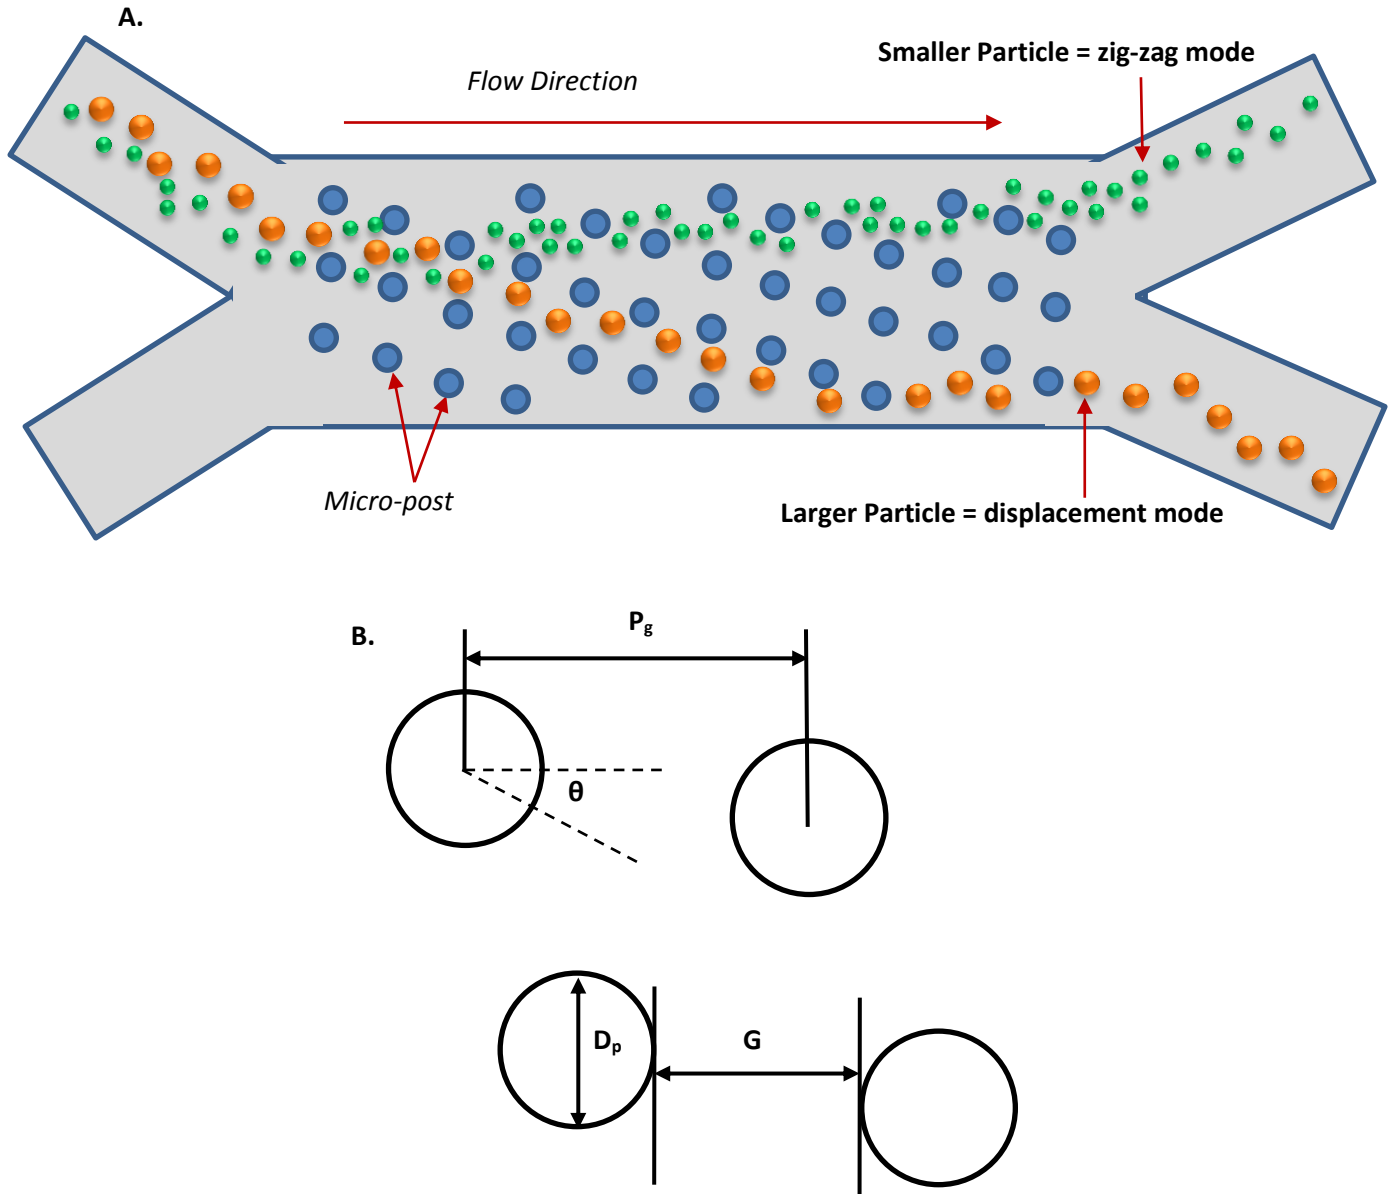 A.
Smaller Particle = zig-zag mode
Flow Direction
Micro-post
Larger Particle = displacement mode
B.
Pg
θ
Dp
G